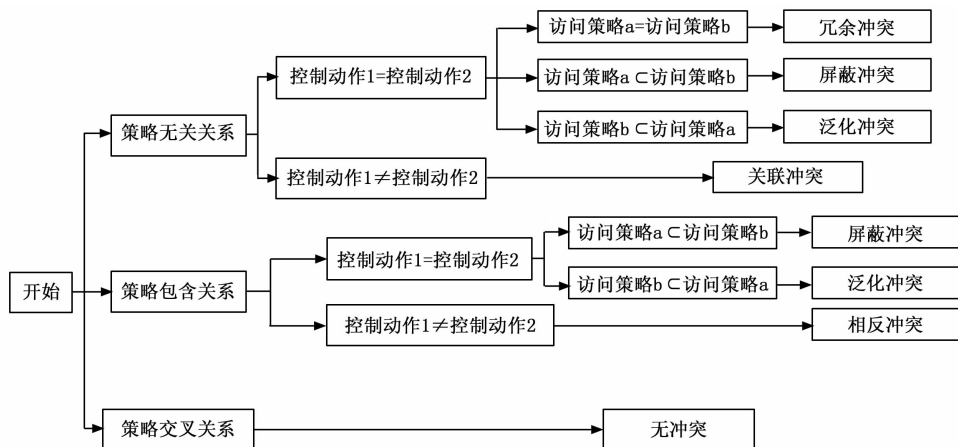 访问策略a=访问策略b
冗余冲突
控制动作1=控制动作2
访问策略a⊂访问策略b
屏蔽冲突
策略无关关系
访问策略b⊂访问策略a
泛化冲突
控制动作1≠控制动作2
关联冲突
访问策略a⊂访问策略b
屏蔽冲突
控制动作1=控制动作2
开始
策略包含关系
访问策略b⊂访问策略a
泛化冲突
控制动作1≠控制动作2
相反冲突
策略交叉关系
无冲突